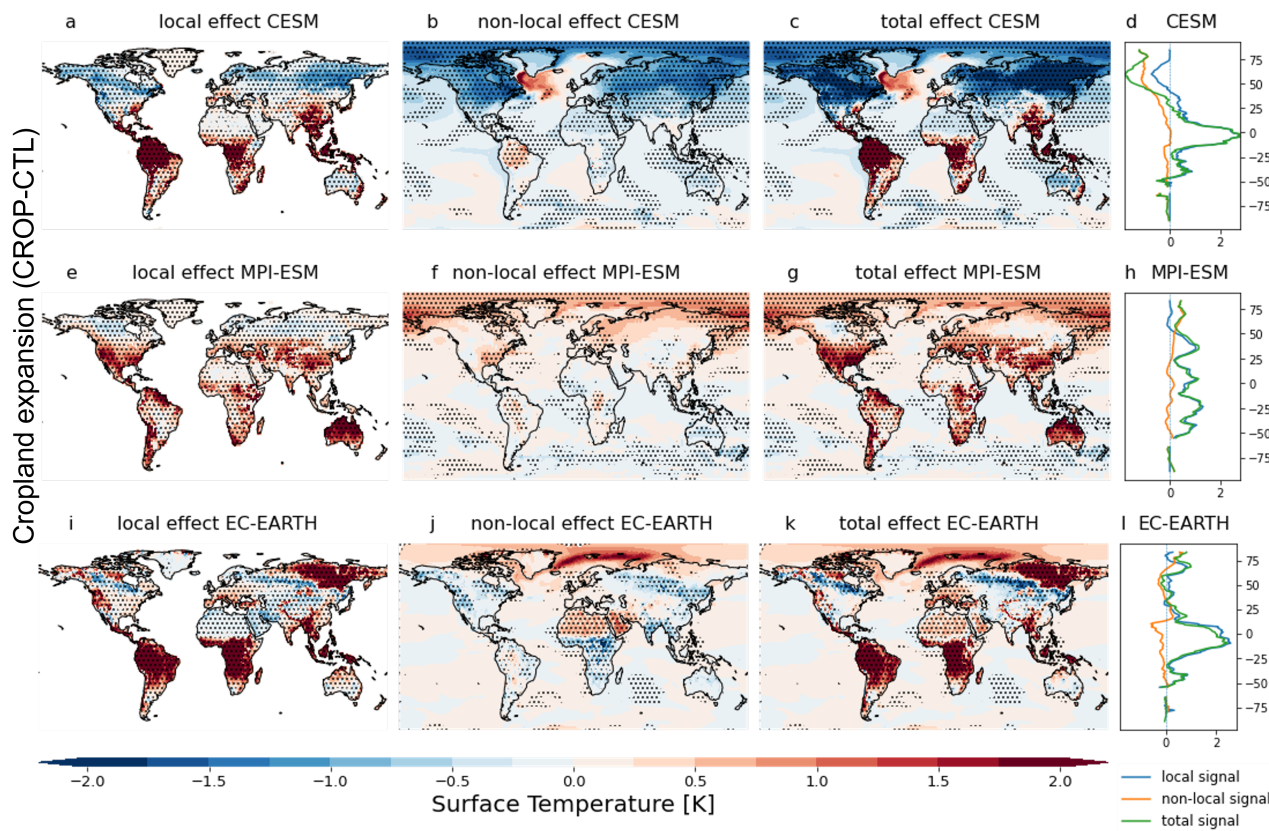 Cropland expansion (CROP-CTL)
a local effect CESM
b non-local effect CESM
c total effect CESM
d CESM
75
50
25
0
−25
−50
−75
0 2
e local effect MPI-ESM
f non-local effect MPI-ESM
g total effect MPI-ESM
h MPI-ESM
75
50
25
0
−25
−50
−75
0 2
i local effect EC-EARTH
j non-local effect EC-EARTH
k total effect EC-EARTH
l EC-EARTH
75
50
25
0
−25
−50
−75
0 2
−2.0 −1.5 −1.0 −0.5 0.0 0.5 1.0 1.5 2.0
Surface Temperature [K]
local signal
non-local signal
total signal